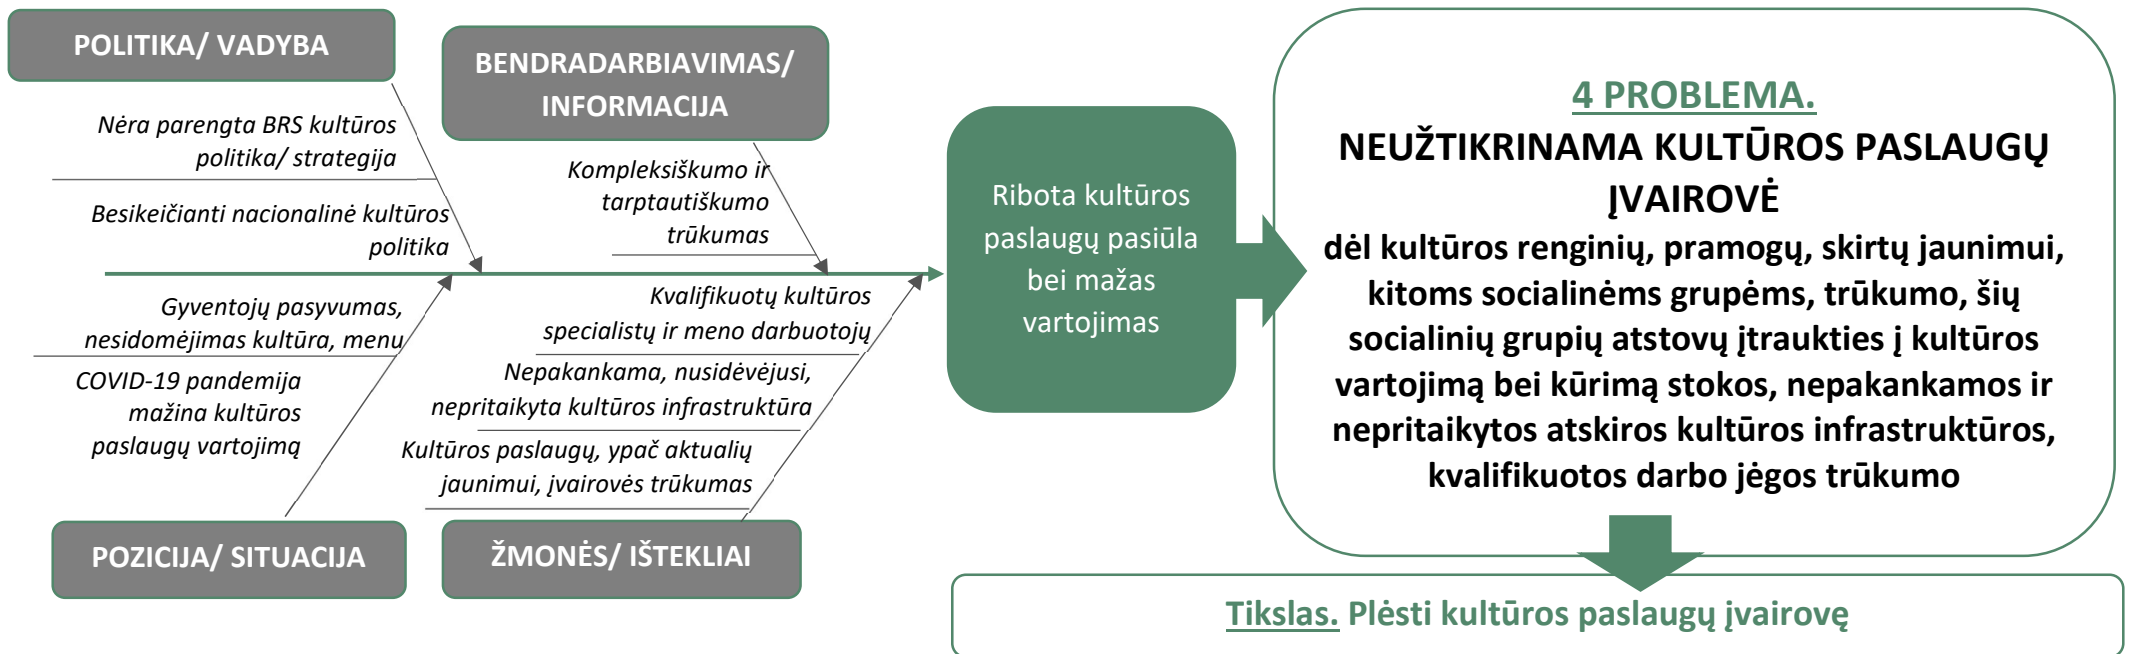 POLITIKA/ VADYBA
Nėra parengta BRS kultūros
politika/ strategija
Besikeičianti nacionalinė kultūros
politika
BENDRADARBIAVIMAS/
INFORMACIJA
Kompleksiškumo ir
tarptautiškumo
trūkumas
Gyventojų pasyvumas,
nesidomėjimas kultūra, menu
COVID-19 pandemija
mažina kultūros
paslaugų vartojimą
POZICIJA/ SITUACIJA
Kvalifikuotų kultūros
specialistų ir meno darbuotojų
Nepakankama, nusidėvėjusi,
nepritaikyta kultūros infrastruktūra
Kultūros paslaugų, ypač aktualių
jaunimui, įvairovės trūkumas
ŽMONĖS/ IŠTEKLIAI
Ribota kultūros
paslaugų pasiūla
bei mažas
vartojimas
4 PROBLEMA.
NEUŽTIKRINAMA KULTŪROS PASLAUGŲ
ĮVAIROVĖ
dėl kultūros renginių, pramogų, skirtų jaunimui,
kitoms socialinėms grupėms, trūkumo, šių
socialinių grupių atstovų įtraukties į kultūros
vartojimą bei kūrimą stokos, nepakankamos ir
nepritaikytos atskiros kultūros infrastruktūros,
kvalifikuotos darbo jėgos trūkumo
Tikslas. Plėsti kultūros paslaugų įvairovę